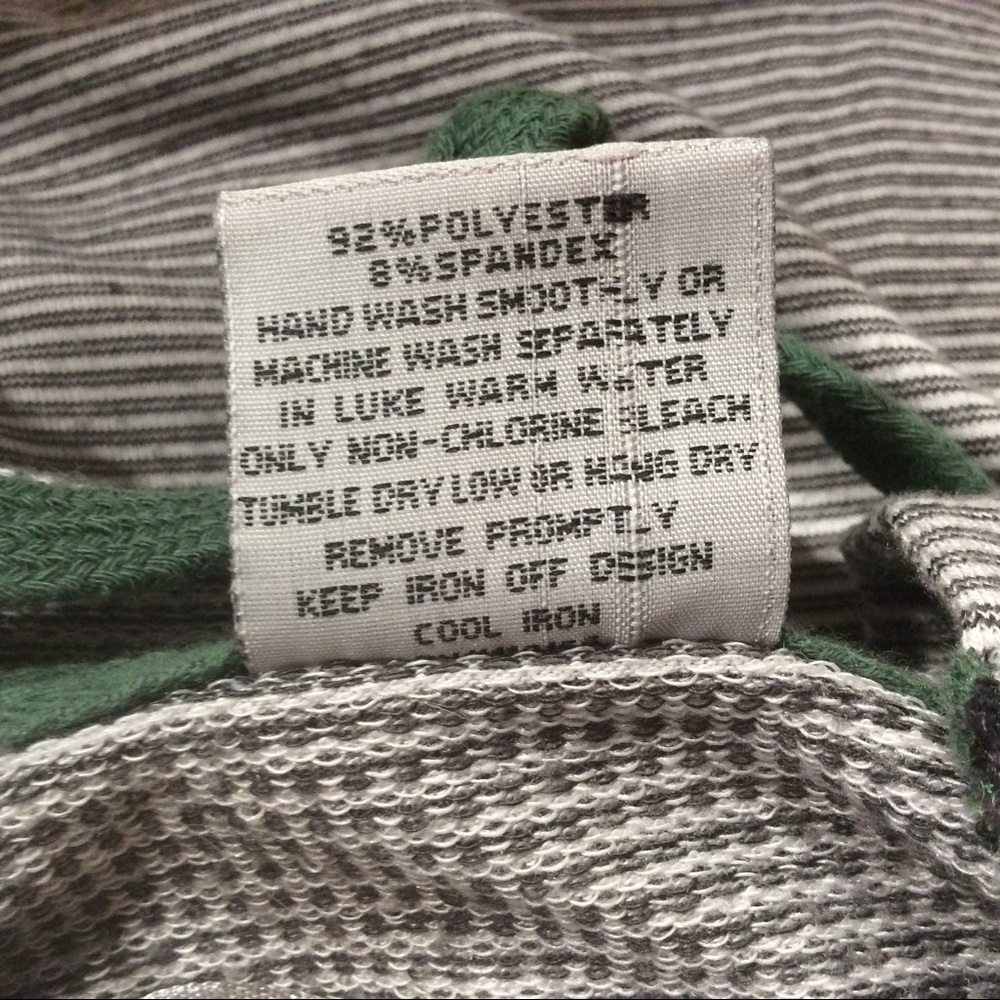 92%POLYESTER
8%SPANDEX
HAND WASH SMOOTHLY OR
MACHINE WASH SEPARATELY
IN LUKE WARM WATER
ONLY NON-CHLORINE BLEACH
TUMBLE DRY LOW OR HANG DRY
REMOVE PROMPTLY
KEEP IRON OFF DESIGN
COOL IRON